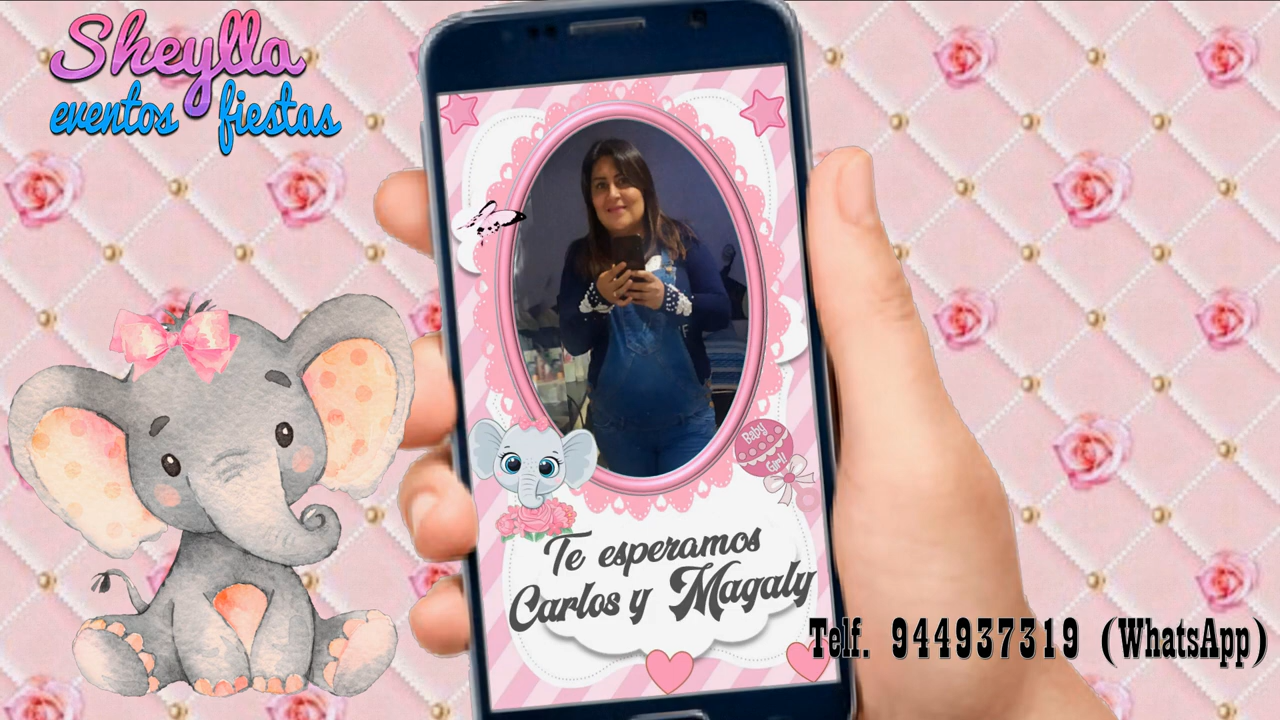 Sheylla
eventos fiestas
Baby
Girl!
Te esperamos
Carlos y Magaly
Telf. 944937319 (WhatsApp)